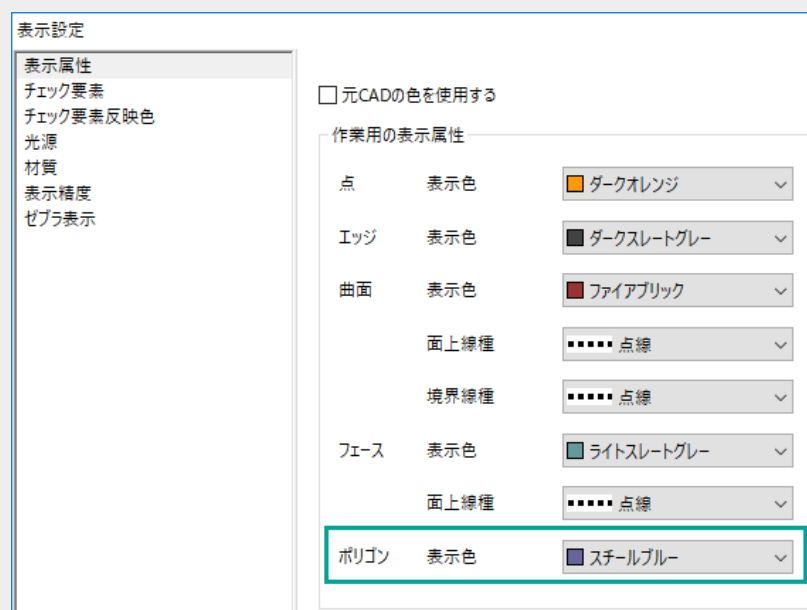 表示設定
表示属性
チェック要素
チェック要素反映色
光源
材質
表示精度
ゼブラ表示
元CADの色を使用する
作業用の表示属性
点 表示色 ダークオレンジ
エッジ 表示色 ダークスレートグレー
曲面 表示色 ファイアブリック
面上線種 点線
境界線種 点線
フェース 表示色 ライトスレートグレー
面上線種 点線
ポリゴン 表示色 スチールブルー